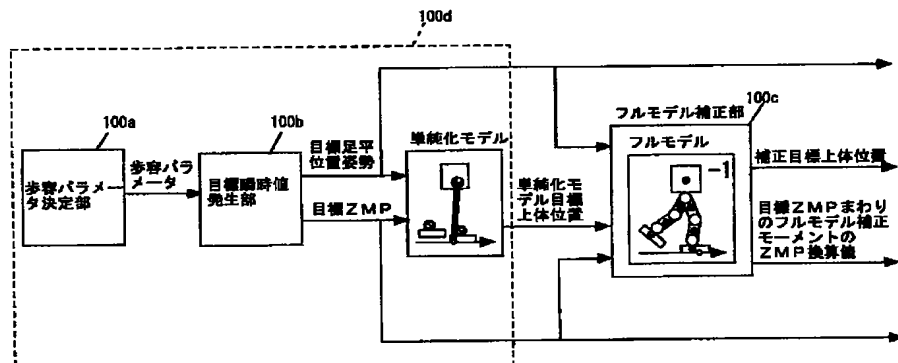 100d
100a
100b
100c
フルモデル補正部
目標足平
位置姿勢
単純化モデル
フルモデル
歩容パラメータ決定部
歩容パラ
メータ
目標瞬時値
発生部
目標ZMP
単純化モ
デル目標
上体位置
-1
補正目標上体位置
目標ZMPまわり
のフルモデル補正
モーメントの
ZMP換算値